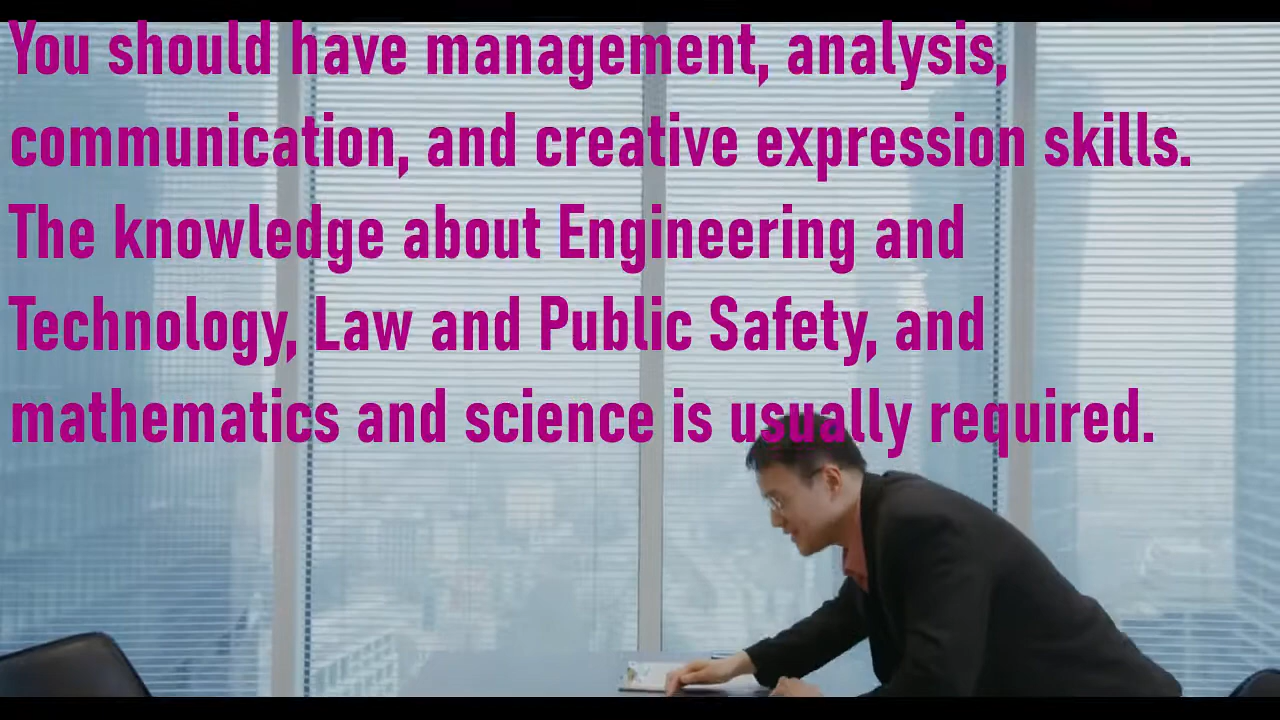 You should have management, analysis,
communication, and creative expression skills.
The knowledge about Engineering and
Technology, Law and Public Safety, and
mathematics and science is usually required.